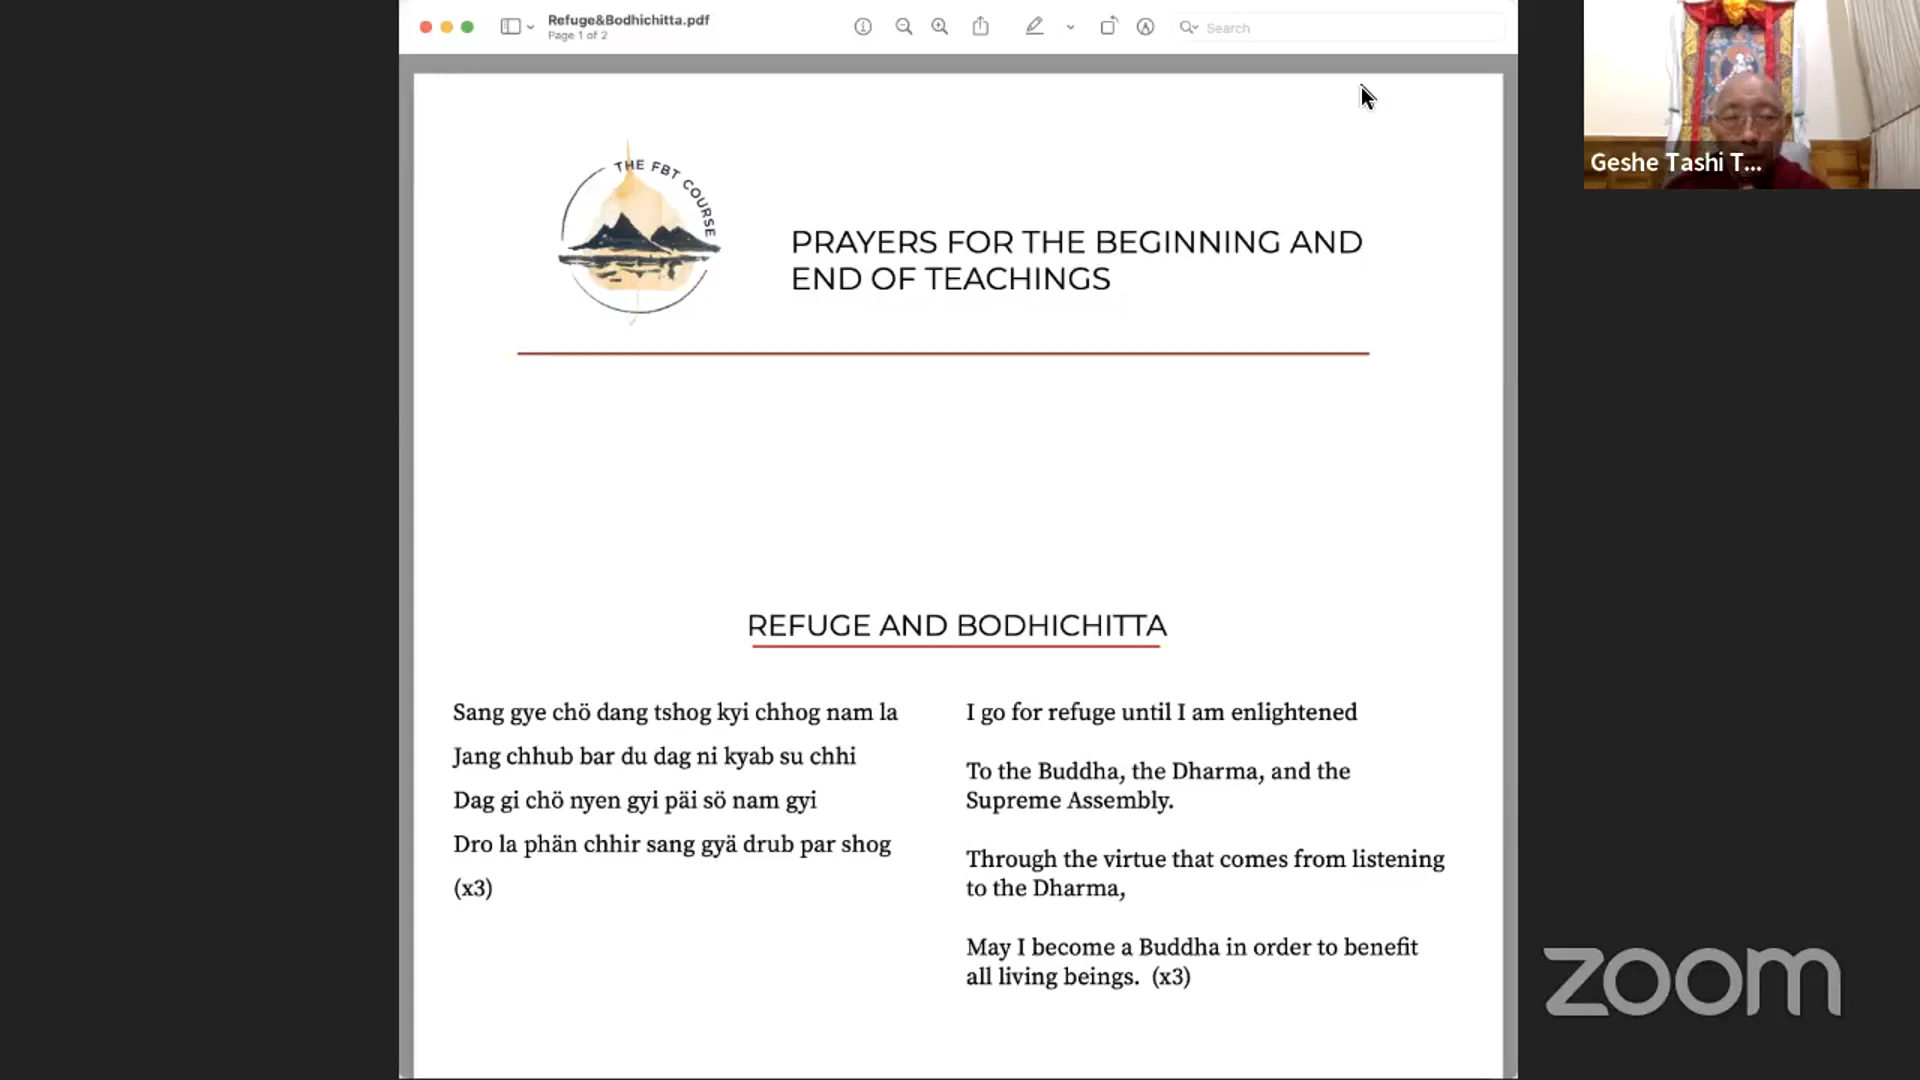 Refuge&Bodhichitta.pdf
Page 1 of 2
Search
Geshe Tashi T...
THE FBT COURSE
PRAYERS FOR THE BEGINNING AND
END OF TEACHINGS
REFUGE AND BODHICHITTA
Sang gye chö dang tshog kyi chhog nam la
Jang chhub bar du dag ni kyab su chhi
Dag gi chö nyen gyi päi sö nam gyi
Dro la phän chhir sang gyä drub par shog
(x3)
I go for refuge until I am enlightened
To the Buddha, the Dharma, and the
Supreme Assembly.
Through the virtue that comes from listening
to the Dharma,
May I become a Buddha in order to benefit
all living beings. (x3)
zoom